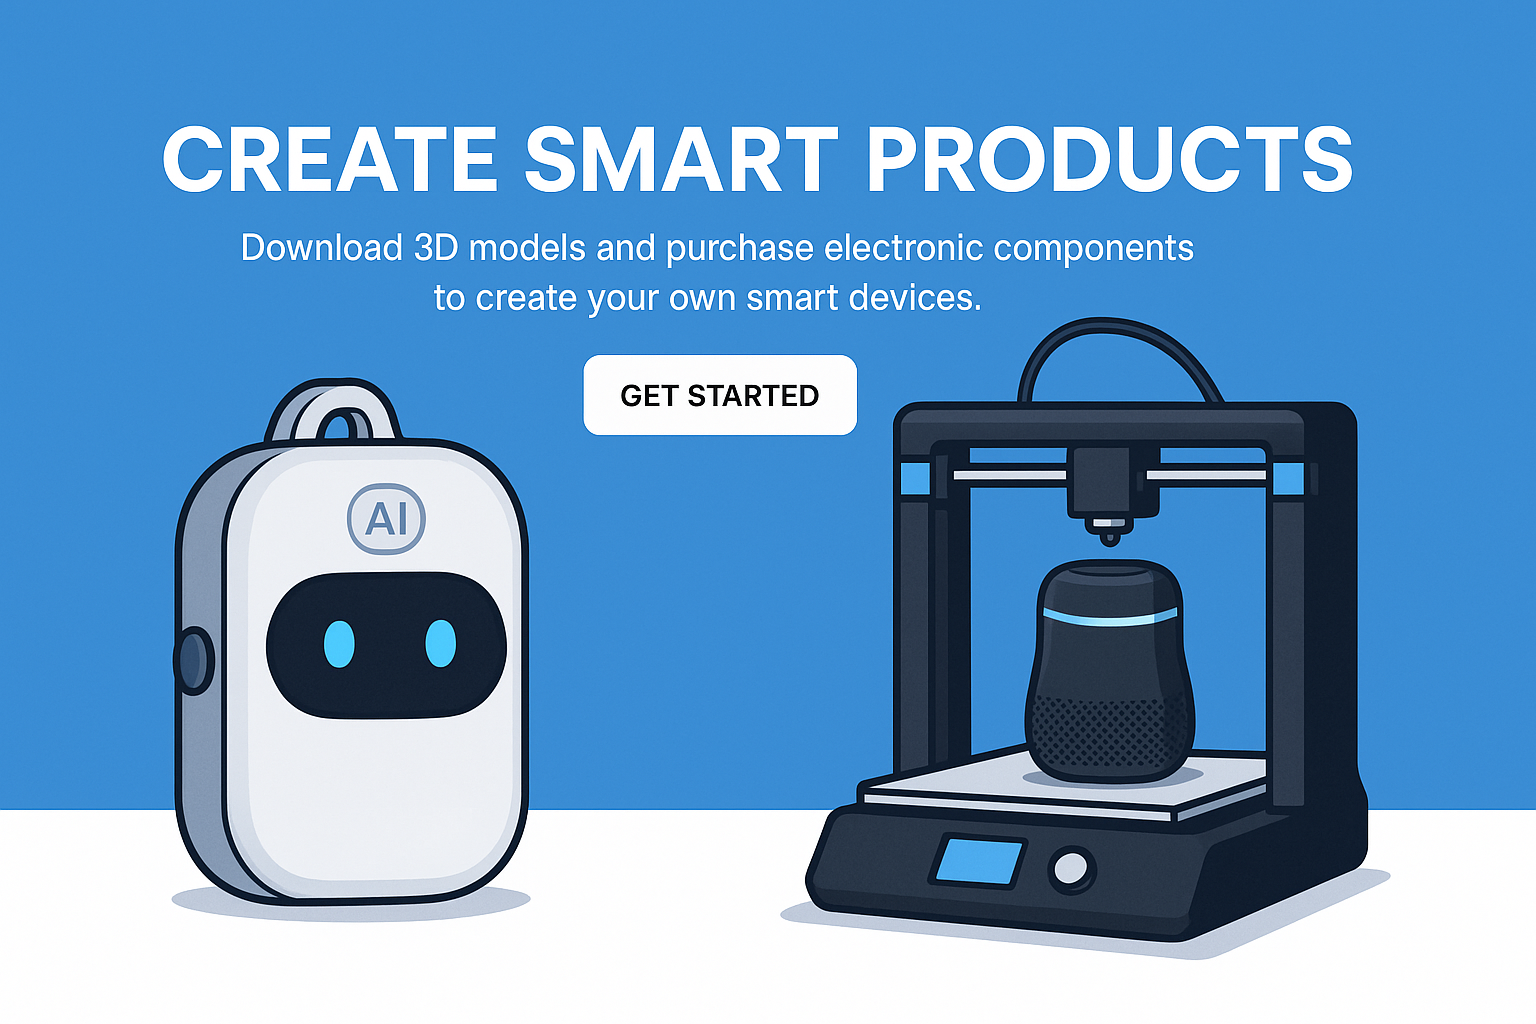 CREATE SMART PRODUCTS
Download 3D models and purchase electronic components
to create your own smart devices.
GET STARTED
AI